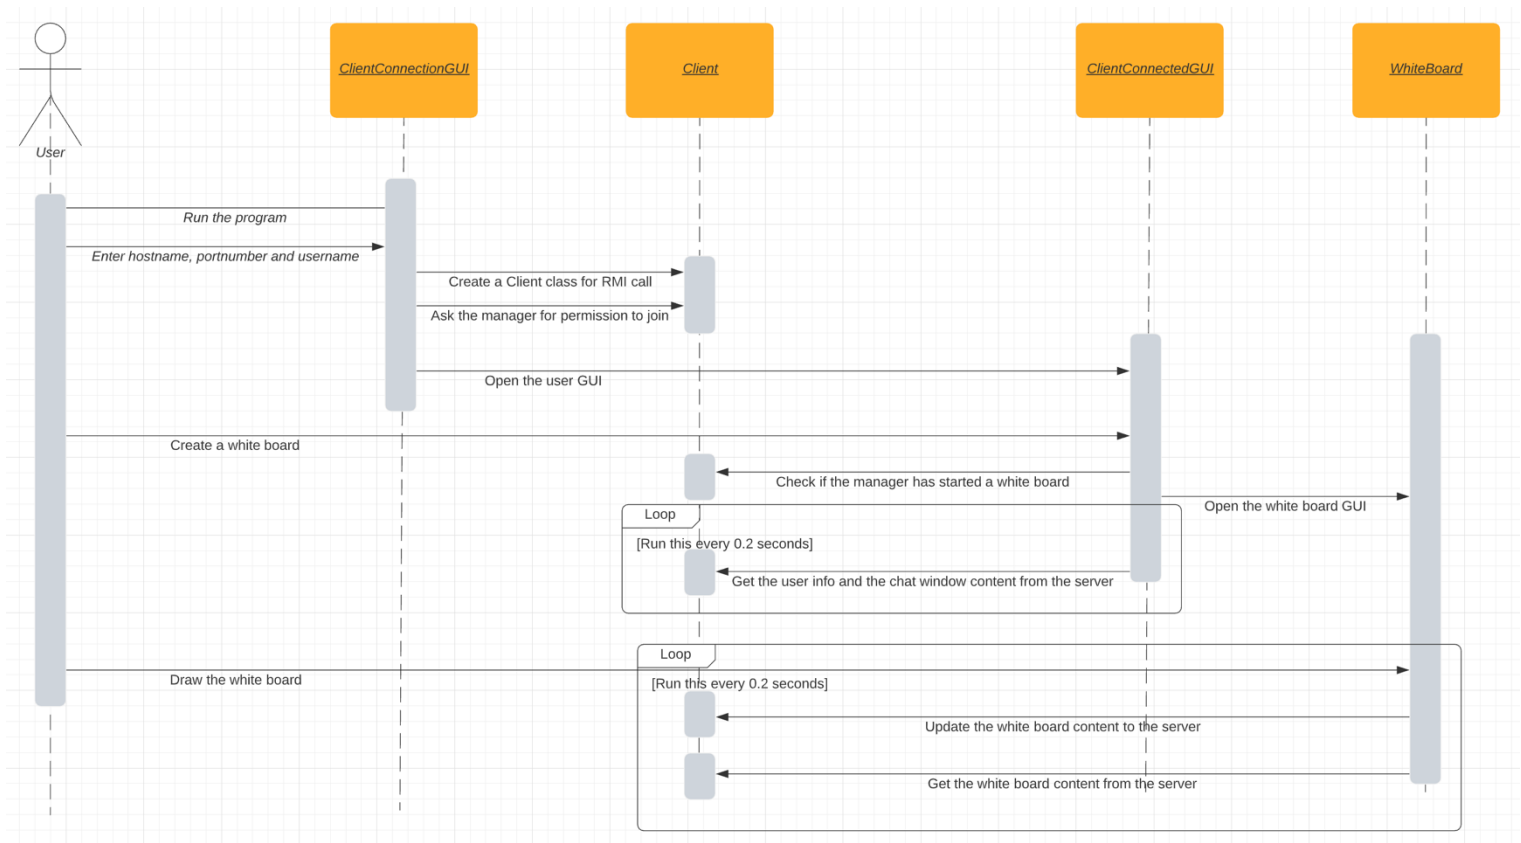 ClientConnectionGUI
Client
ClientConnectedGUI
WhiteBoard
User
Run the program
Enter hostname, portnumber and username
Create a Client class for RMI call
Ask the manager for permission to join
Open the user GUI
Create a white board
Check if the manager has started a white board
Open the white board GUI
Loop
[Run this every 0.2 seconds]
Get the user info and the chat window content from the server
Loop
Draw the white board
[Run this every 0.2 seconds]
Update the white board content to the server
Get the white board content from the server